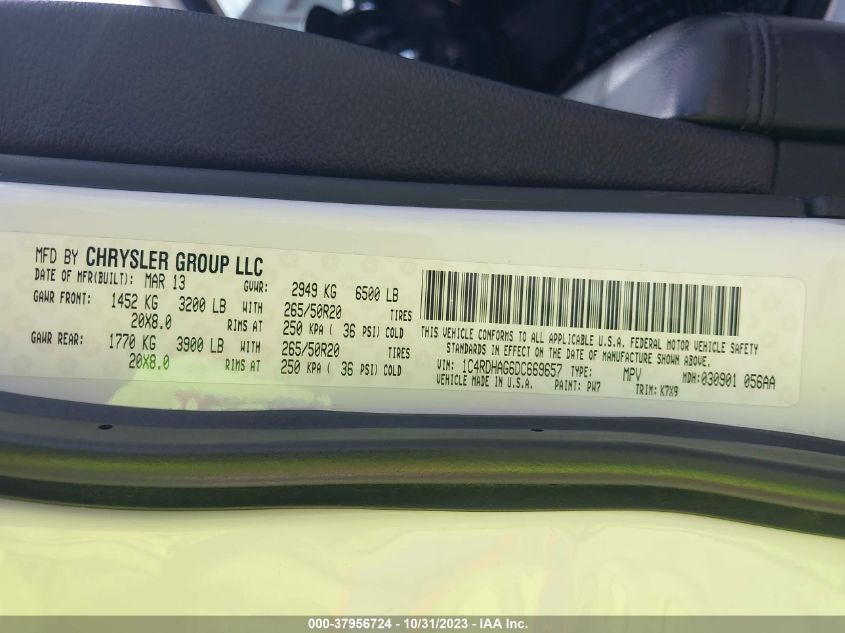 MFD BY CHRYSLER GROUP LLC
DATE OF MFR(BUILT): MAR 13 GVWR: 2949 KG 6500 LB
GAWR FRONT: 1452 KG 3200 LB WITH 265/50R20 TIRES
20X8.0 RIMS AT 250 KPA ( 36 PSI) COLD
GAWR REAR: 1770 KG 3900 LB WITH 265/50R20 TIRES
20X8.0 RIMS AT 250 KPA ( 36 PSI) COLD
THIS VEHICLE CONFORMS TO ALL APPLICABLE U.S.A. FEDERAL MOTOR VEHICLE SAFETY
STANDARDS IN EFFECT ON THE DATE OF MANUFACTURE SHOWN ABOVE.
VIN: 1C4RDHAG6DC669657 TYPE: MPV MDH:030901 056AA
VEHICLE MADE IN U.S.A. PAINT: PW7 TRIM: K7X9
000-37956724 - 10/31/2023 - IAA Inc.